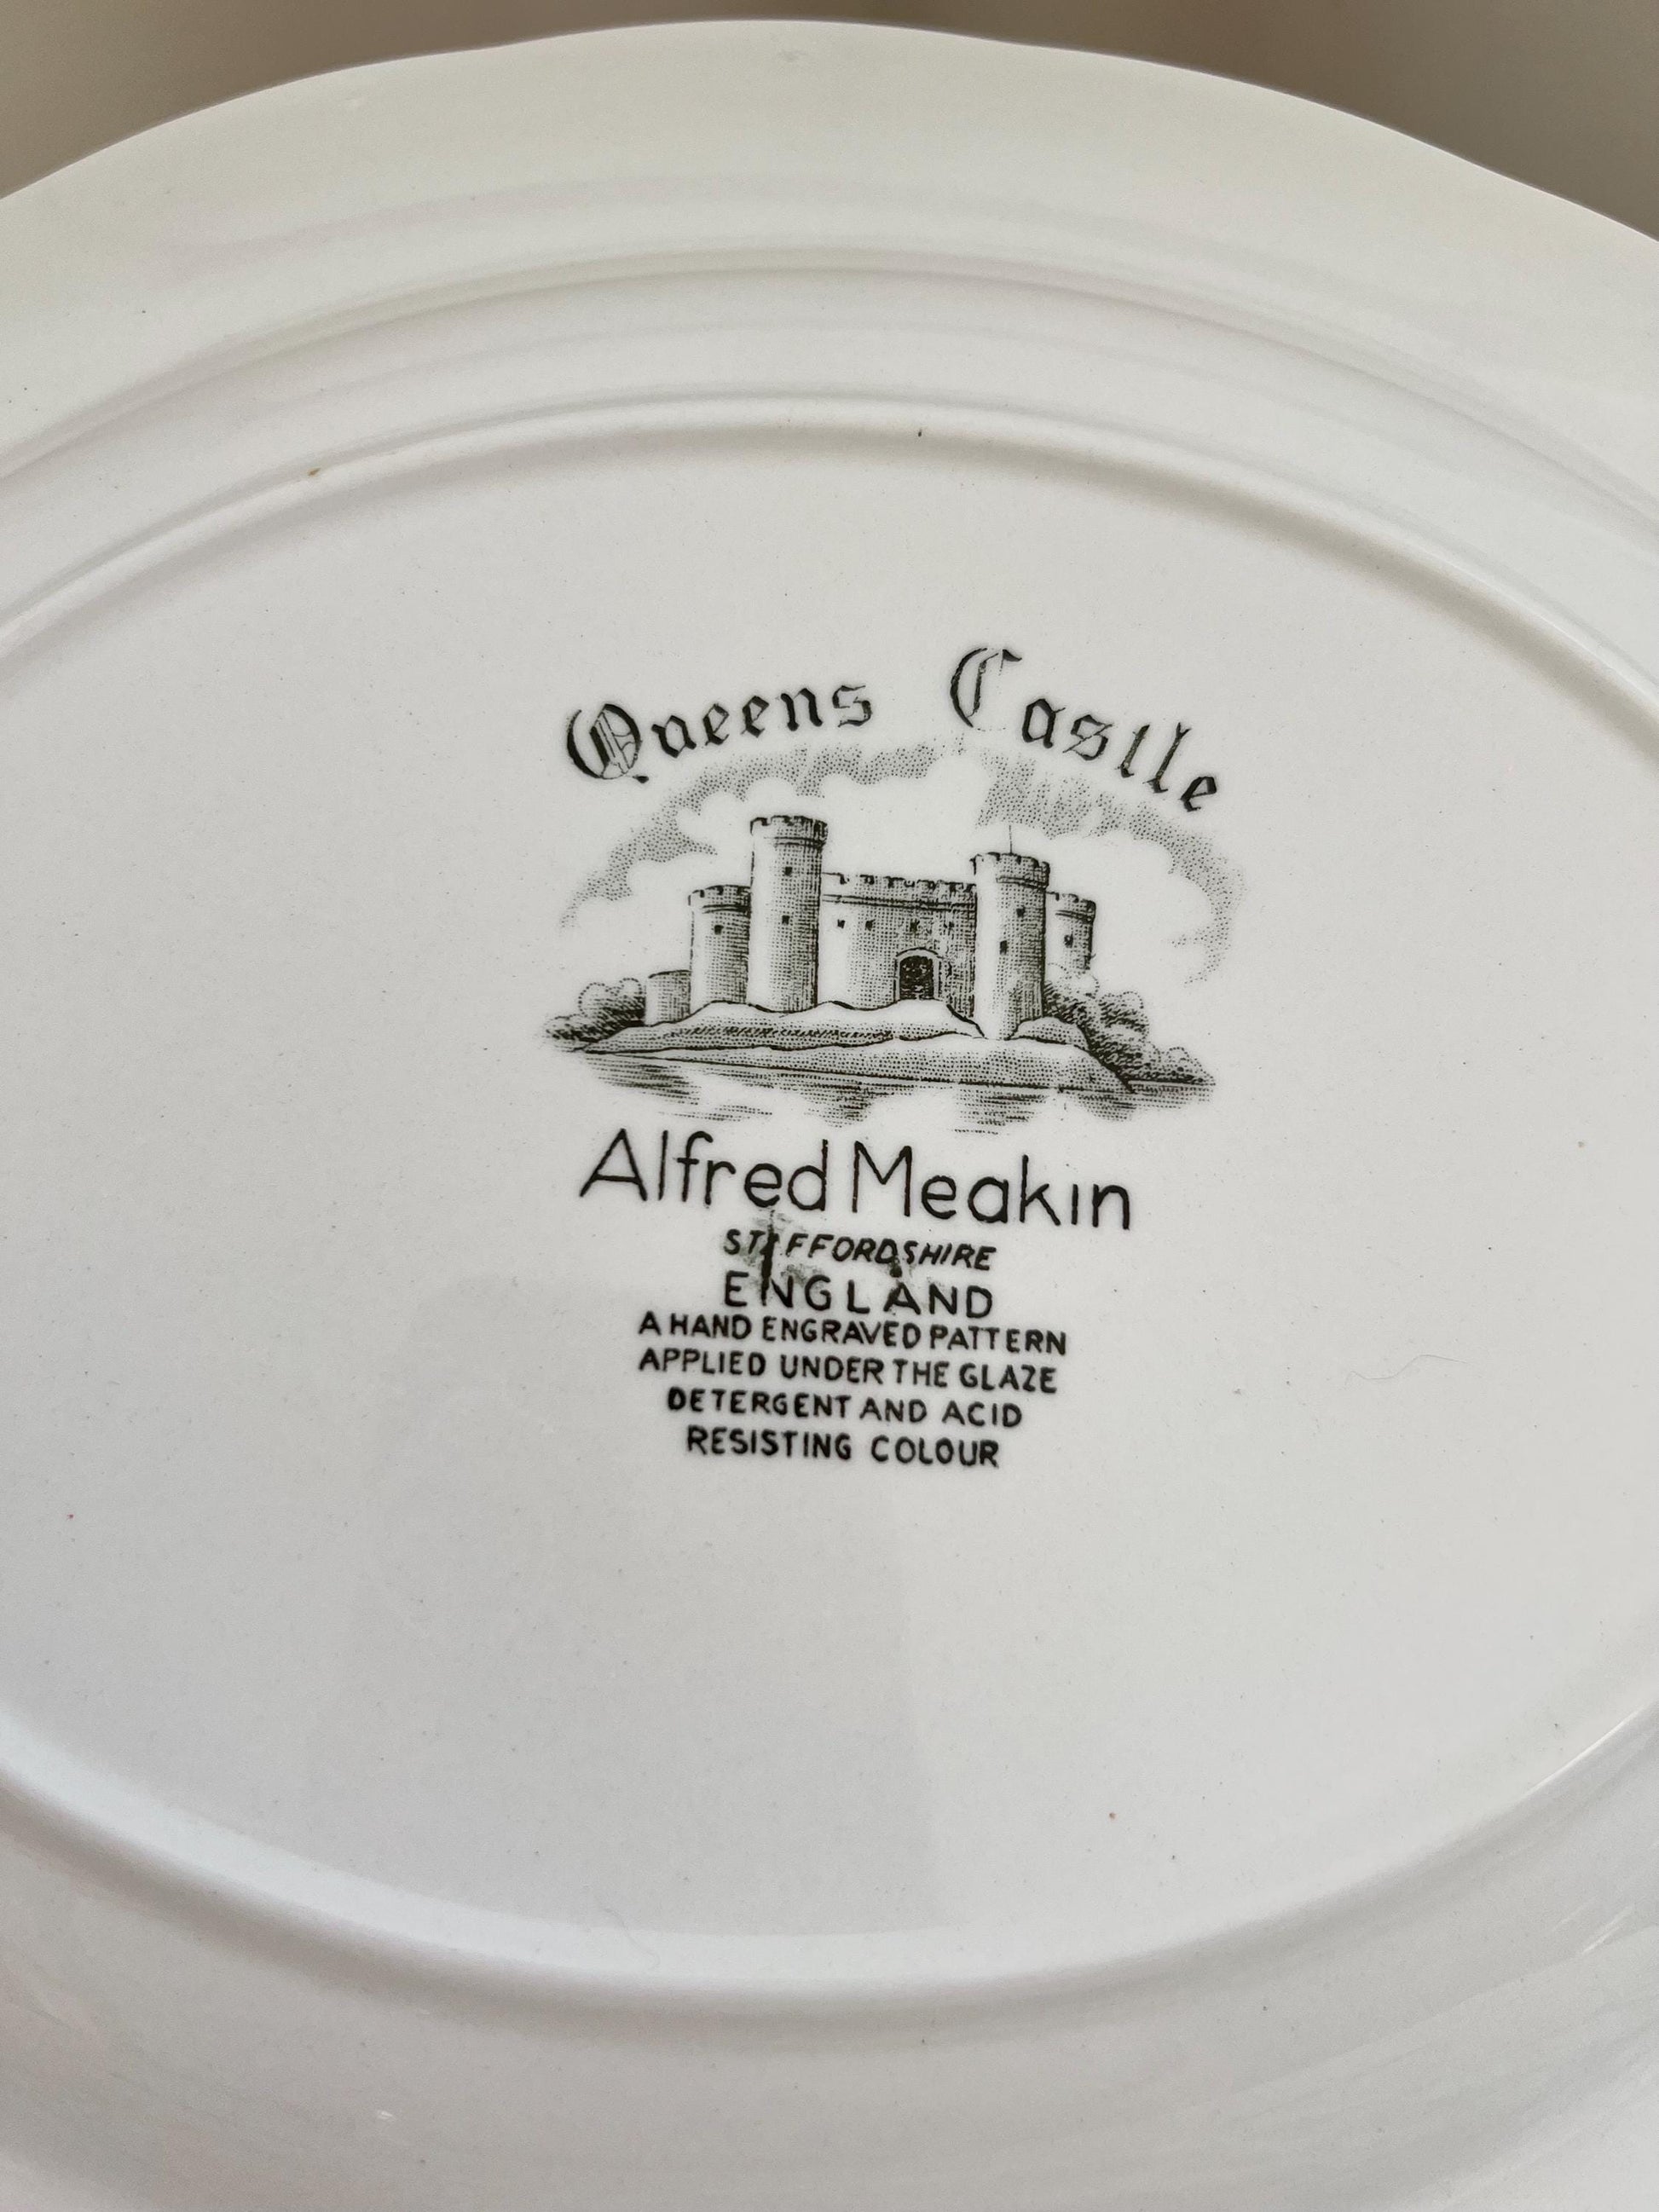 Queens Castle
Alfred Meakin
STAFFORDSHIRE
ENGLAND
A HAND ENGRAVED PATTERN
APPLIED UNDER THE GLAZE
DETERGENT AND ACID
RESISTING COLOUR